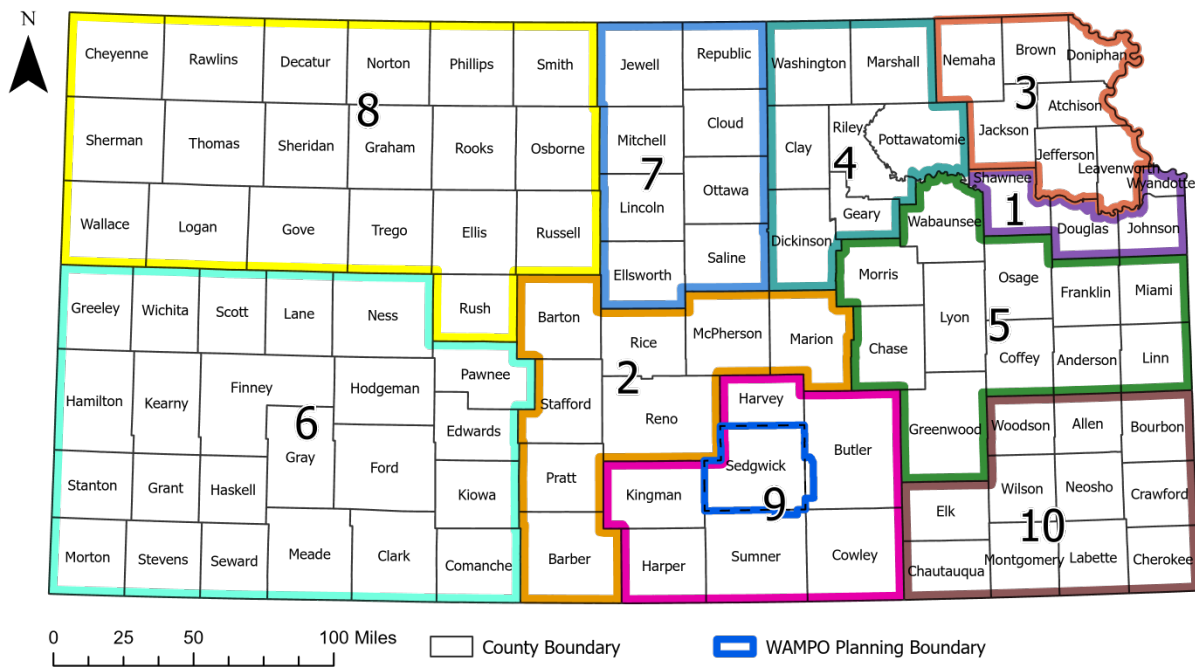 N
Cheyenne Rawlins Decatur Norton Phillips Smith Jewell Republic Washington Marshall Nemaha Brown Doniphan
8
3
Sherman Thomas Sheridan Graham Rooks Osborne Mitchell Cloud Clay Riley Pottawatomie Jackson Atchison
7
4
Jefferson Leavenworth
Wyandotte
Shawnee
1
Wallace Logan Gove Trego Ellis Russell Lincoln Ottawa Dickinson Geary Wabaunsee Douglas Johnson
Ellsworth Saline Morris
Greeley Wichita Scott Lane Ness Rush Barton Rice McPherson Marion Chase Lyon Osage Franklin Miami
5
Coffey Anderson Linn
2
Hamilton Kearny Finney Hodgeman Pawnee Stafford Reno Harvey Butler Greenwood Woodson Allen Bourbon
6
Gray Ford Edwards
Sedgwick
9
Stanton Grant Haskell Kiowa Pratt Kingman Elk Wilson Neosho Crawford
10
Morton Stevens Seward Meade Clark Comanche Barber Harper Sumner Cowley Chautauqua Montgomery Labette Cherokee
0 25 50 100 Miles
County Boundary
WAMPO Planning Boundary